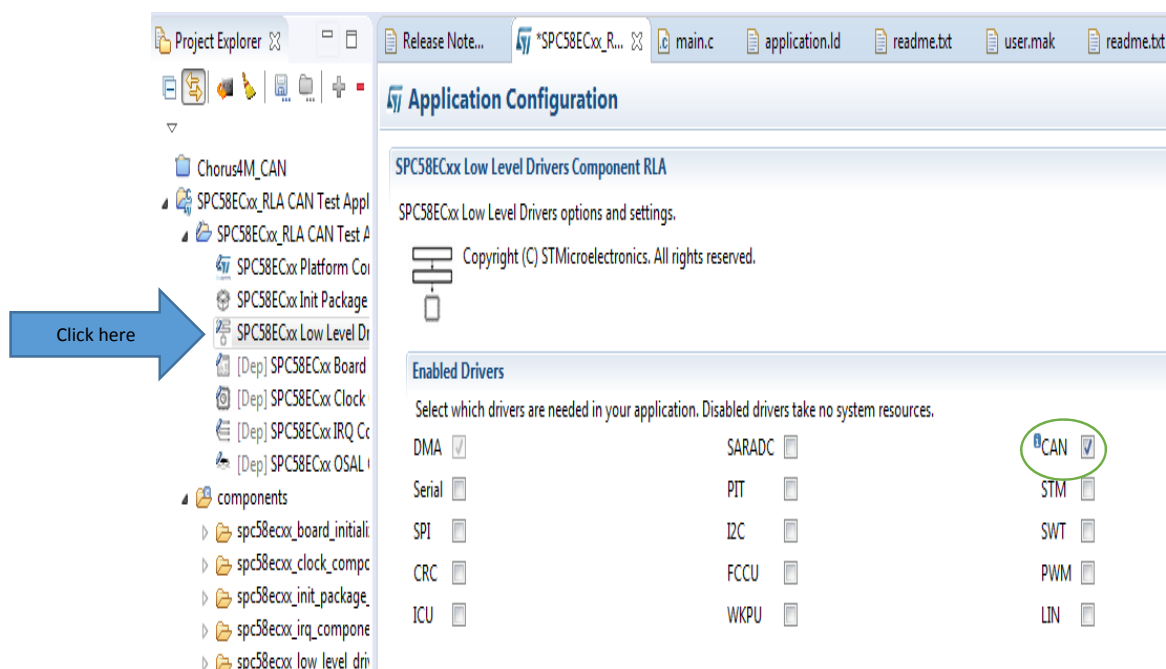 Project Explorer
Release Note...
*SPC58ECxx_R...
main.c
application.ld
readme.txt
user.mak
readme.txt
Application Configuration
Chorus4M_CAN
SPC58ECxx_RLA CAN Test Appl
SPC58ECxx_RLA CAN Test A
SPC58ECxx Platform Co
SPC58ECxx Init Package
SPC58ECxx Low Level Dr
[Dep] SPC58ECxx Board
[Dep] SPC58ECxx Clock
[Dep] SPC58ECxx IRQ Co
[Dep] SPC58ECxx OSAL
components
spc58ecxx_board_initiali
spc58ecxx_clock_compo
spc58ecxx_init_package_
spc58ecxx_irq_compone
spc58ecxx_low_level_dri
Click here
SPC58ECxx Low Level Drivers Component RLA
SPC58ECxx Low Level Drivers options and settings.
Copyright (C) STMicroelectronics. All rights reserved.
Enabled Drivers
Select which drivers are needed in your application. Disabled drivers take no system resources.
DMA SARADC CAN
Serial PIT STM
SPI I2C SWT
CRC FCCU PWM
ICU WKPU LIN